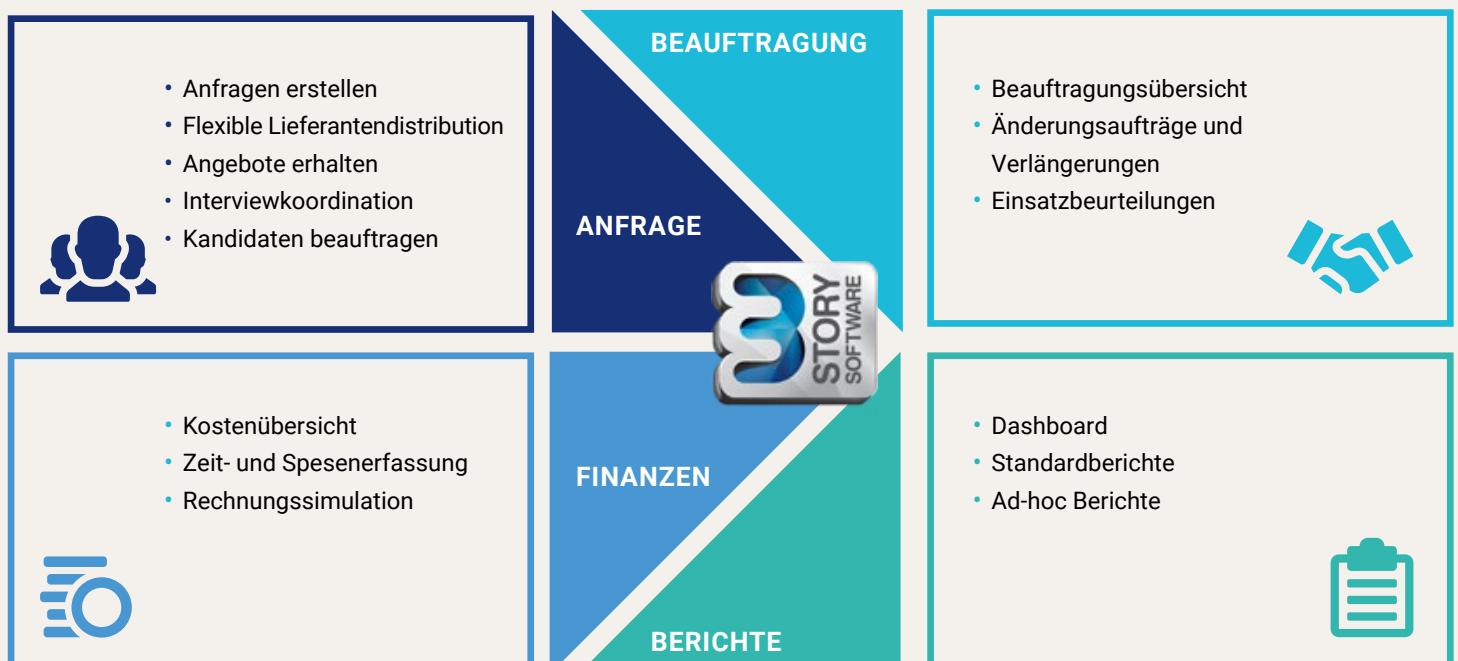 • Anfragen erstellen
• Flexible Lieferantendistribution
• Angebote erhalten
• Interviewkoordination
• Kandidaten beauftragen
BEAUFTRAGUNG
ANFRAGE
• Beauftragungsübersicht
• Änderungsaufträge und
Verlängerungen
• Einsatzbeurteilungen
STORY
SOFTWARE
• Kostenübersicht
• Zeit- und Spesenerfassung
• Rechnungssimulation
FINANZEN
BERICHTE
• Dashboard
• Standardberichte
• Ad-hoc Berichte